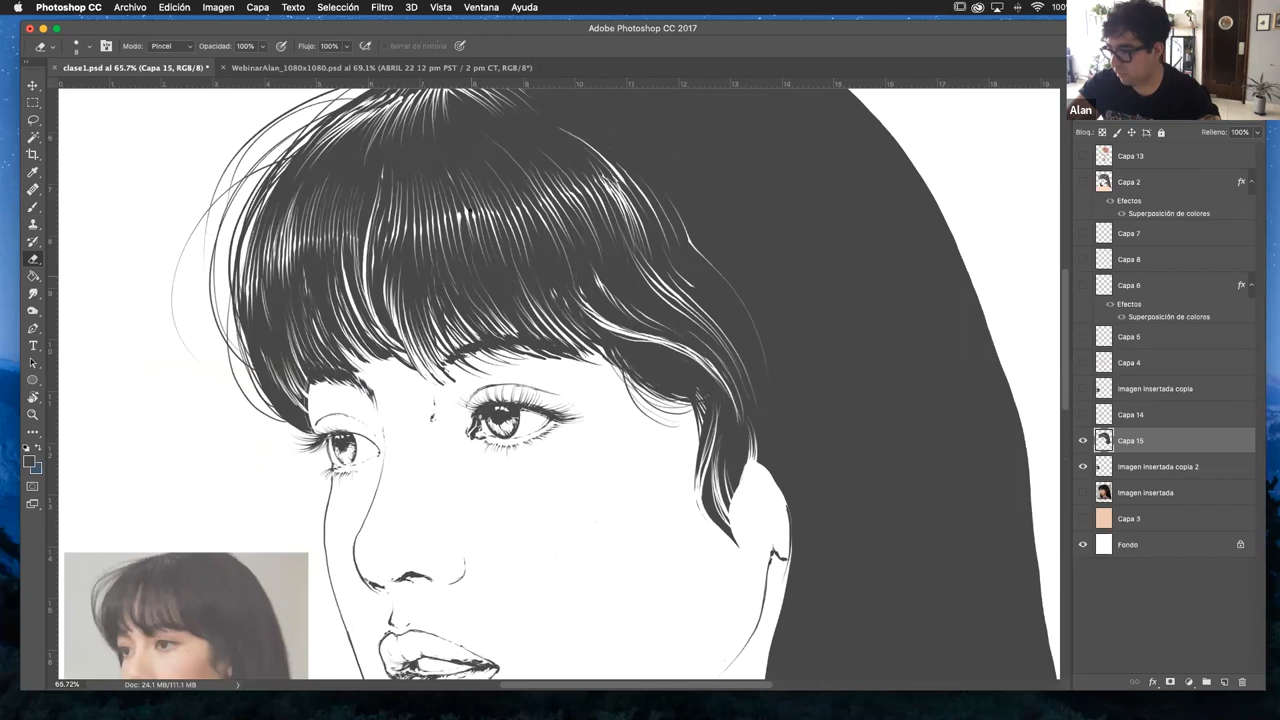 Photoshop CC Archivo Edición Imagen Capa Texto Selección Filtro 3D Vista Ventana Ayuda
Adobe Photoshop CC 2017
8 Modo: Pincel Opacidad: 100% Flujo: 100% Borrar de historia
clase1.psd al 65.7% (Capa 15, RGB/8) * WebinarAlan_1080x1080.psd al 69.1% (ABRIL 22 12 pm PST / 2 pm CT, RGB/8*)
Alan
Bloq.: Relleno: 100%
Capa 13
Capa 2 fx
Efectos
Superposición de colores
Capa 7
Capa 8
Capa 6 fx
Efectos
Superposición de colores
Capa 5
Capa 4
Imagen insertada copia
Capa 14
Capa 15
Imagen insertada copia 2
Imagen insertada
Capa 3
Fondo
65.72% Doc: 24.1 MB/111.1 MB